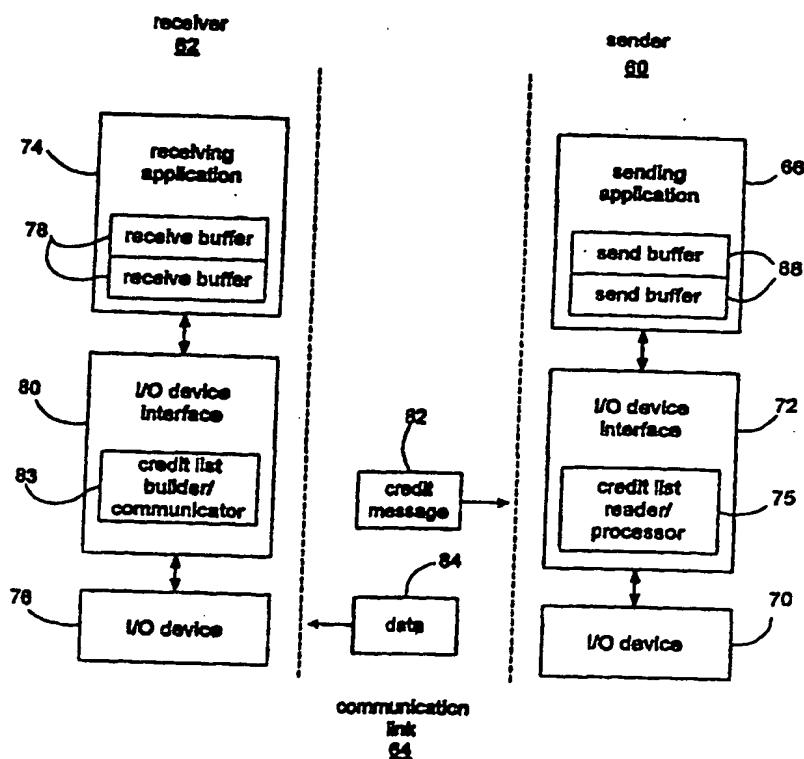 receiver
62
sender
60
74
receiving
application
78
receive buffer
receive buffer
66
sending
application
send buffer
send buffer
88
80
I/O device
interface
83
credit list
builder/
communicator
82
credit
message
72
I/O device
interface
credit list
reader/
processor
75
76
I/O device
84
data
70
I/O device
communication
link
64